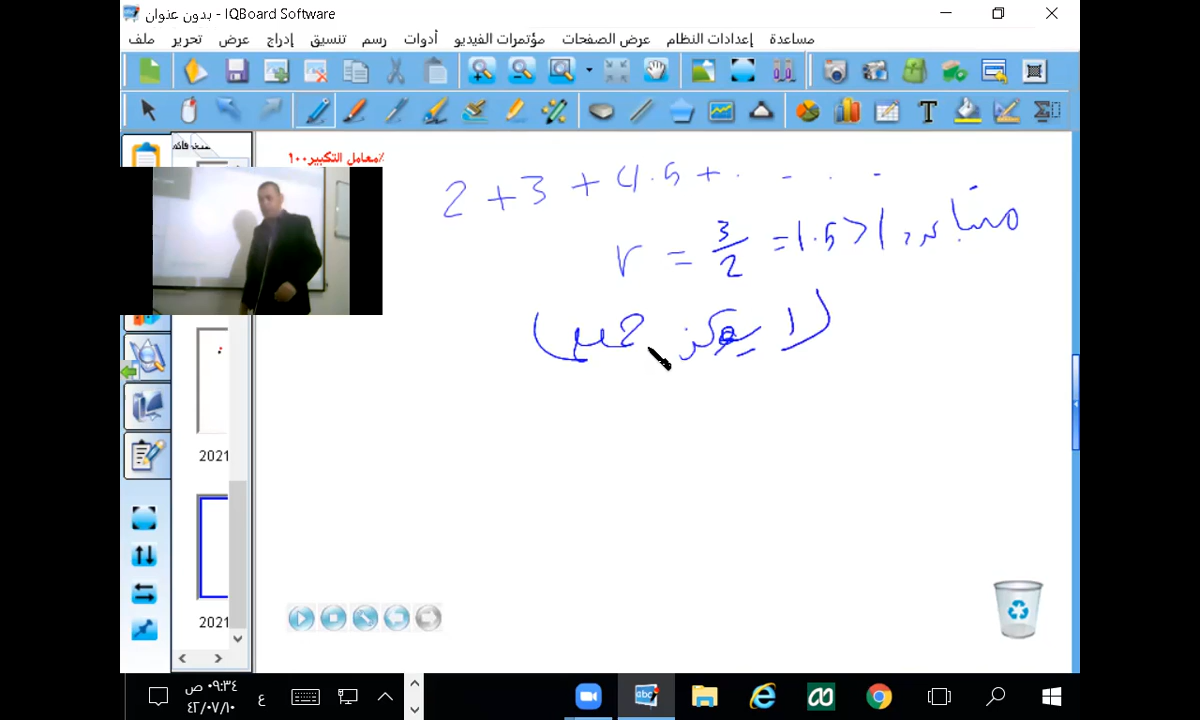 بدون عنوان - IQBoard Software
ملف تحرير عرض إدراج تنسيق رسم أدوات مؤتمرات الفيديو عرض الصفحات إعدادات النظام مساعدة
معامل التكبير١٠٠٪
2 + 3 + 4.5 + . - . . -
r = 3/2 = 1.5 > 1 متباعدة
(لا يمكن جمع)
2021
2021
٠٩:٣٤ ص
٤٢/٠٧/١٠
ع
abc